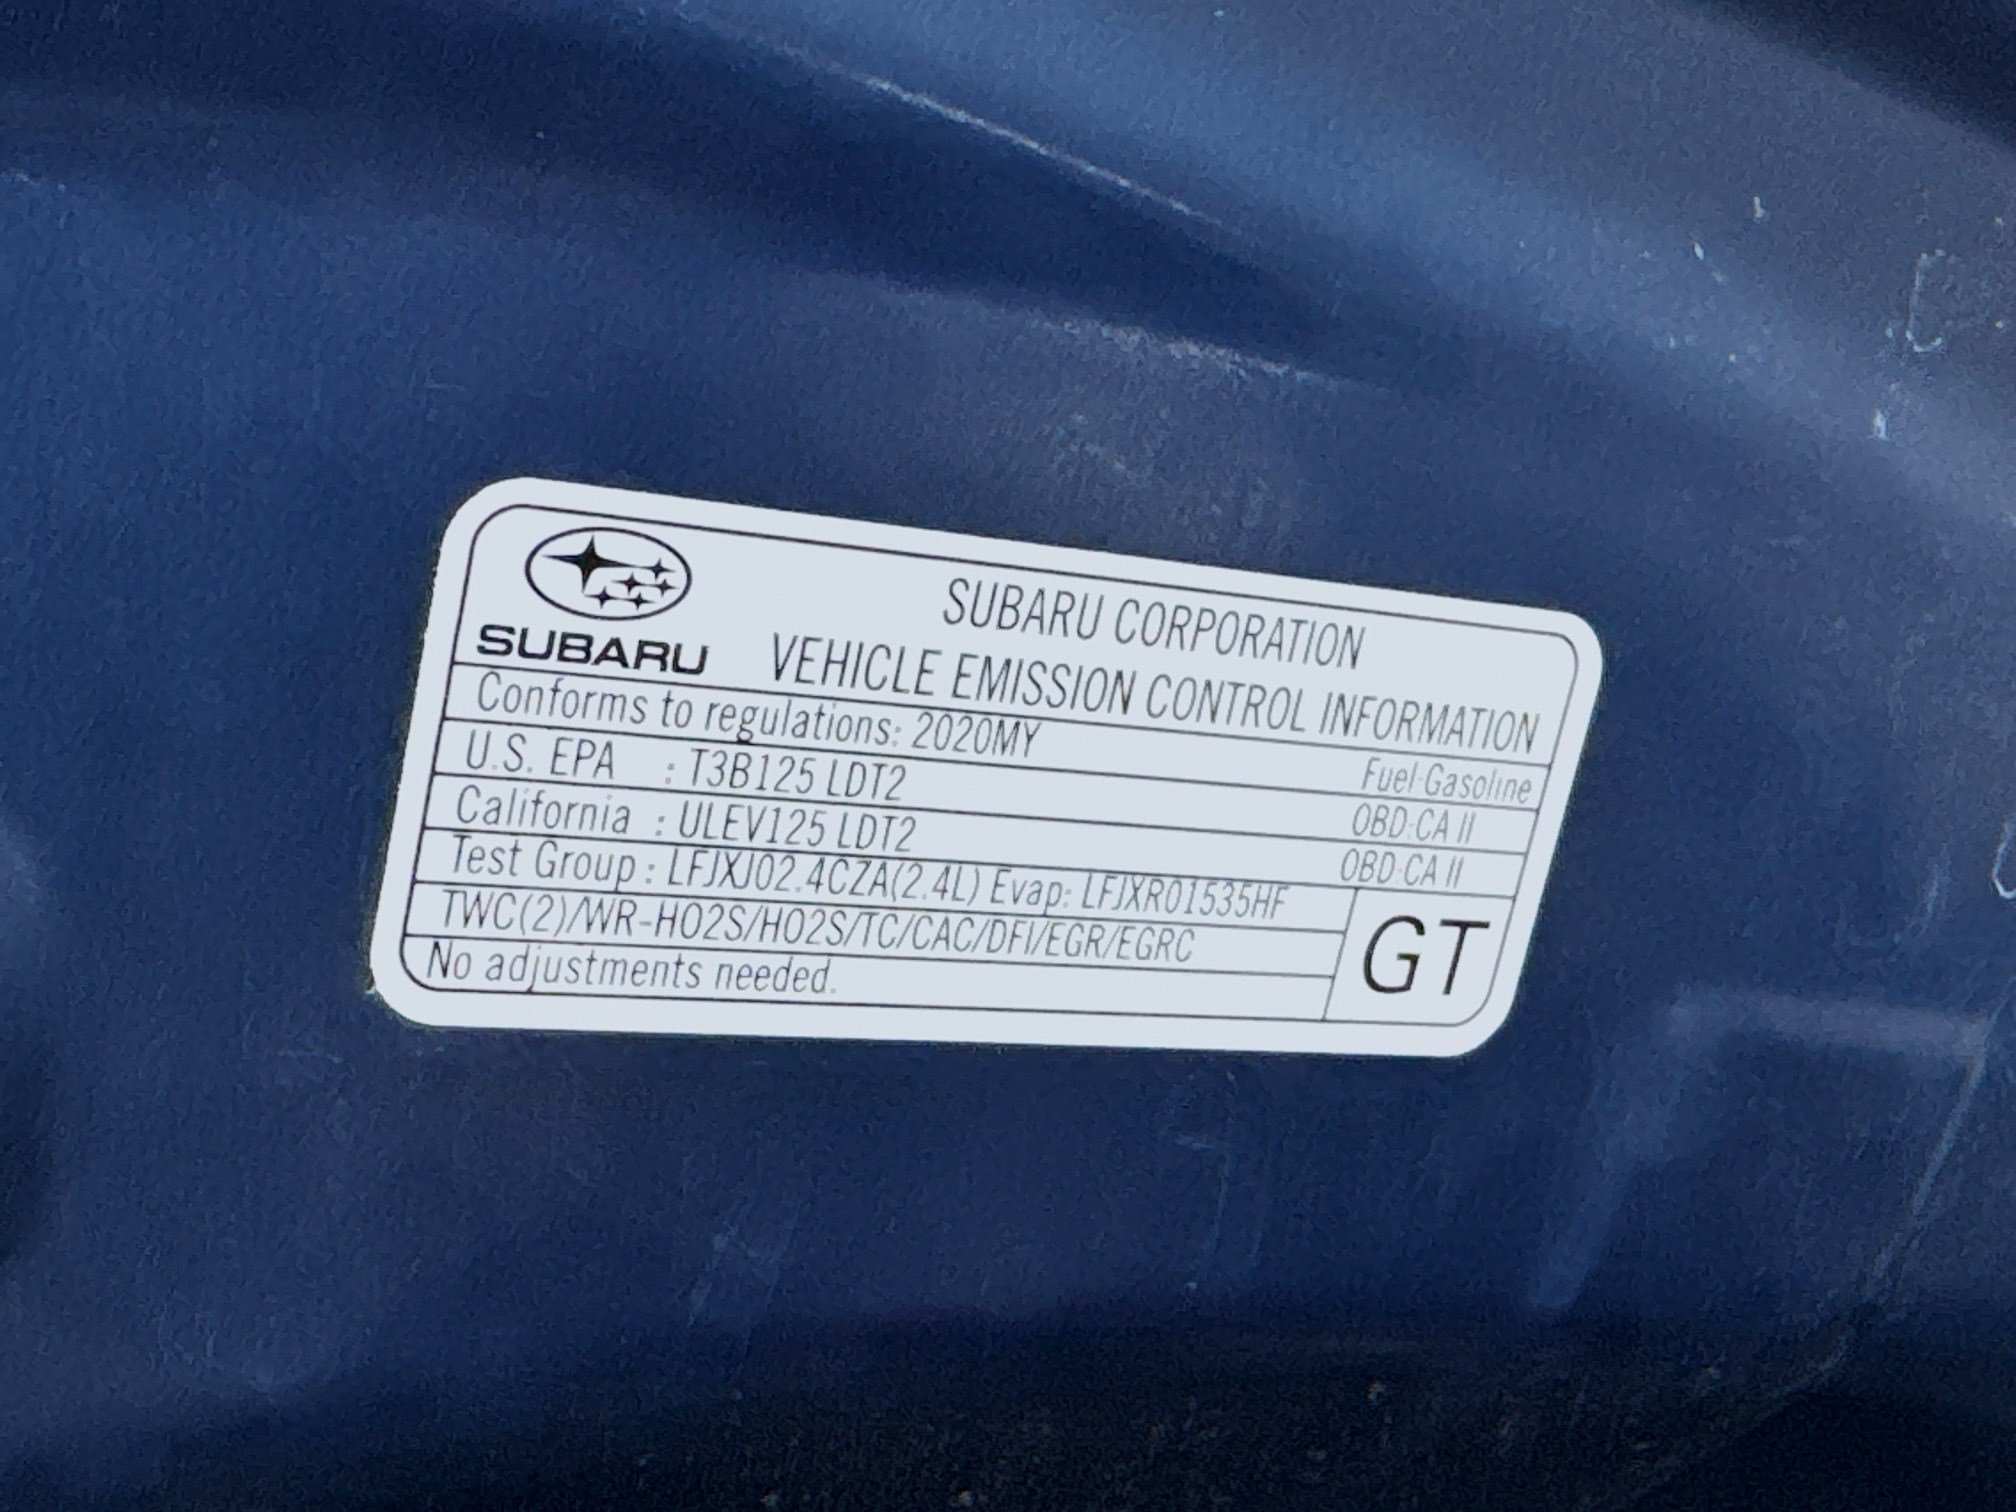 SUBARU
SUBARU CORPORATION
VEHICLE EMISSION CONTROL INFORMATION
Conforms to regulations: 2020MY Fuel:Gasoline
U.S. EPA : T3B125 LDT2 OBD:CA II
California : ULEV125 LDT2 OBD:CA II
Test Group : LFJXJ02.4CZA(2.4L) Evap: LFJXR01535HF
TWC(2)/WR-HO2S/HO2S/TC/CAC/DFI/EGR/EGRC
No adjustments needed.
GT